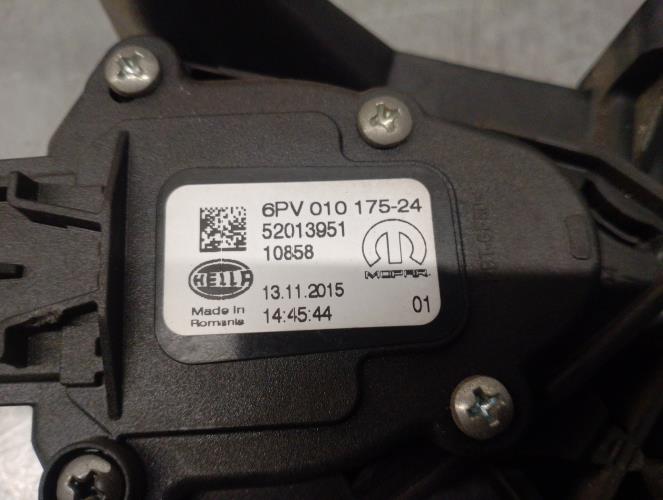 6PV 010 175-24
52013951
10858
MOPAR
HELLA
13.11.2015
Made in
Romania
14:45:44
01